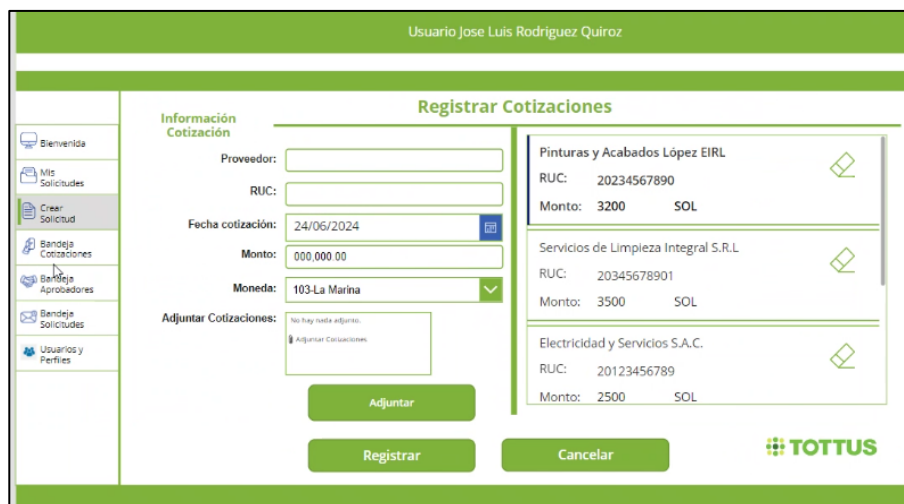 Usuario Jose Luis Rodriguez Quiroz
Bienvenida
Mis
Solicitudes
Crear
Solicitud
Bandeja
Cotizaciones
Bandeja
Aprobadores
Bandeja
Solicitudes
Usuarios y
Perfiles
Registrar Cotizaciones
Información
Cotización
Proveedor:
RUC:
Fecha cotización: 24/06/2024
Monto: 000,000.00
Moneda: 103-La Marina
Adjuntar Cotizaciones:
No hay nada adjunto.
Adjuntar Cotizaciones
Adjuntar
Registrar
Cancelar
Pinturas y Acabados López EIRL
RUC: 20234567890
Monto: 3200 SOL
Servicios de Limpieza Integral S.R.L
RUC: 20345678901
Monto: 3500 SOL
Electricidad y Servicios S.A.C.
RUC: 20123456789
Monto: 2500 SOL
TOTTUS